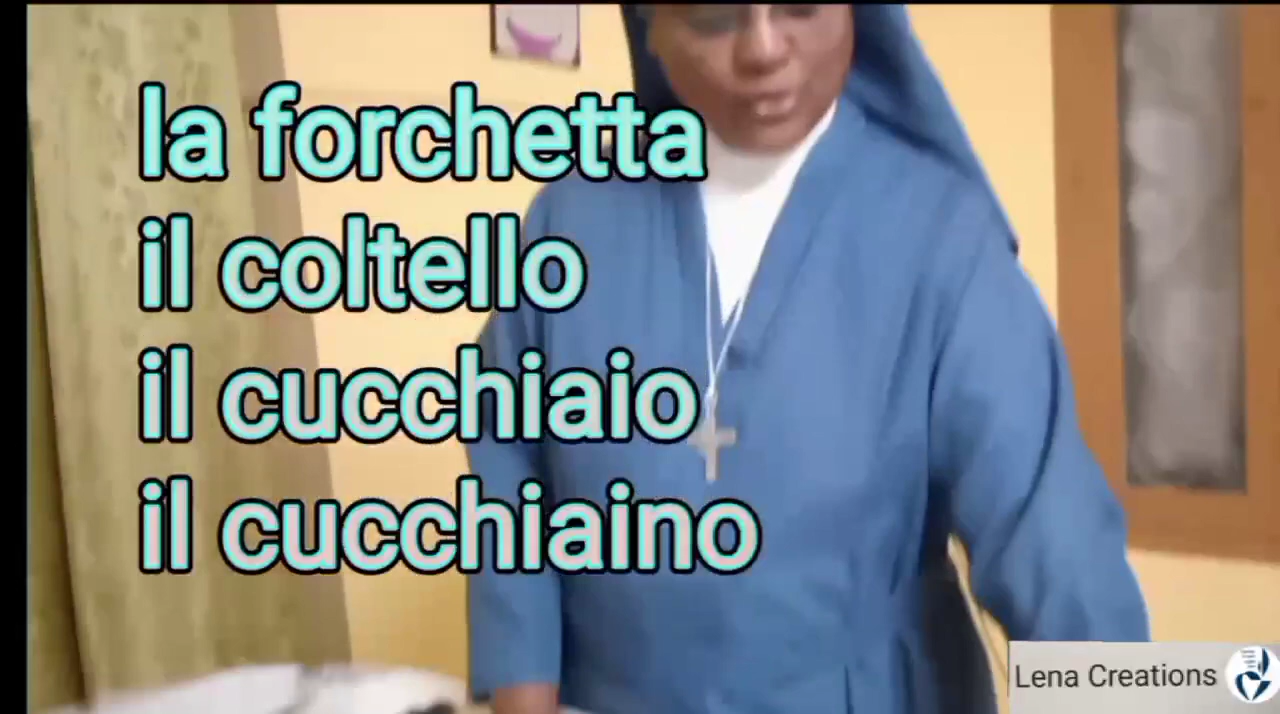 la forchetta
il coltello
il cucchiaio
il cucchiaino
Lena Creations